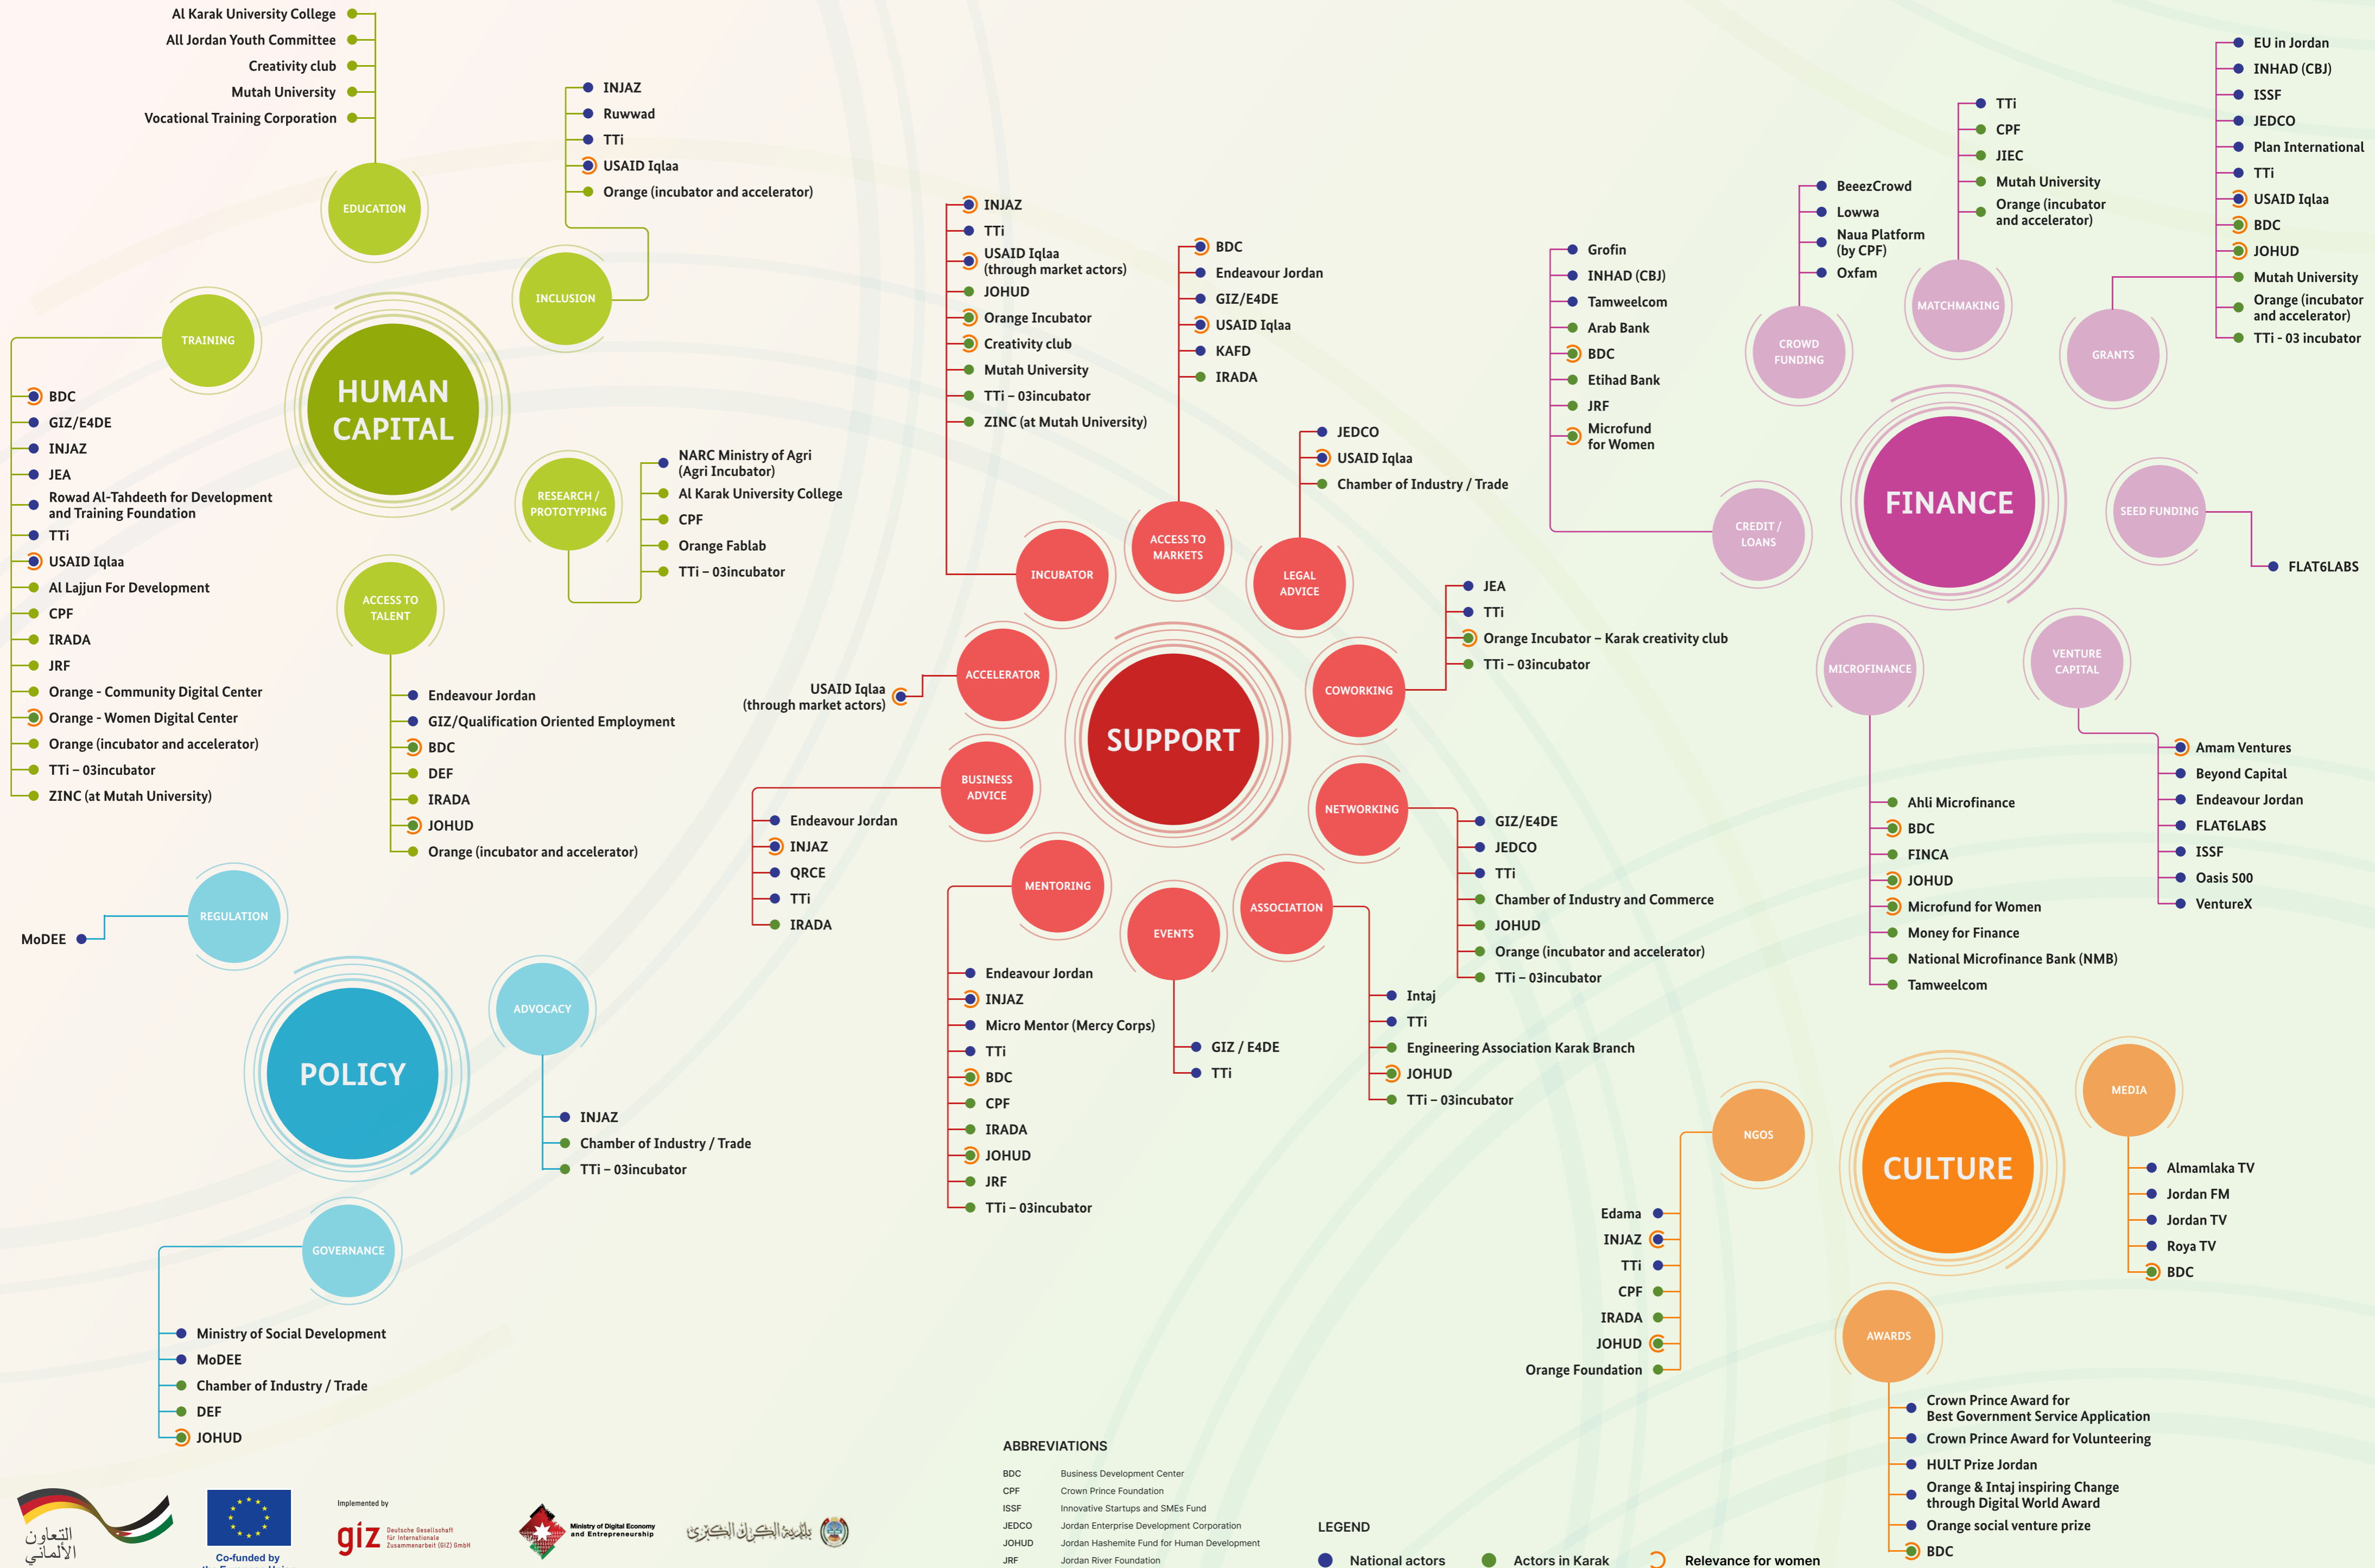 Al Karak University College
All Jordan Youth Committee
Creativity club
Mutah University
Vocational Training Corporation
EDUCATION
INJAZ
Ruwwad
TTi
USAID Iqlaa
Orange (incubator and accelerator)
INCLUSION
TRAINING
HUMAN
CAPITAL
BDC
GIZ/E4DE
INJAZ
JEA
Rowad Al-Tahdeeth for Development
and Training Foundation
TTi
USAID Iqlaa
Al Lajjun For Development
CPF
IRADA
JRF
Orange - Community Digital Center
Orange - Women Digital Center
Orange (incubator and accelerator)
TTi – 03incubator
ZINC (at Mutah University)
RESEARCH /
PROTOTYPING
NARC Ministry of Agri
(Agri Incubator)
Al Karak University College
CPF
Orange Fablab
TTi – 03incubator
ACCESS TO
TALENT
Endeavour Jordan
GIZ/Qualification Oriented Employment
BDC
DEF
IRADA
JOHUD
Orange (incubator and accelerator)
REGULATION
MoDEE
POLICY
ADVOCACY
INJAZ
Chamber of Industry / Trade
TTi – 03incubator
GOVERNANCE
Ministry of Social Development
MoDEE
Chamber of Industry / Trade
DEF
JOHUD
INJAZ
TTi
USAID Iqlaa
(through market actors)
JOHUD
Orange Incubator
Creativity club
Mutah University
TTi – 03incubator
ZINC (at Mutah University)
INCUBATOR
BDC
Endeavour Jordan
GIZ/E4DE
USAID Iqlaa
KAFD
IRADA
ACCESS TO
MARKETS
JEDCO
USAID Iqlaa
Chamber of Industry / Trade
LEGAL
ADVICE
JEA
TTi
Orange Incubator – Karak creativity club
TTi – 03incubator
COWORKING
ACCELERATOR
USAID Iqlaa
(through market actors)
SUPPORT
BUSINESS
ADVICE
Endeavour Jordan
INJAZ
QRCE
TTi
IRADA
NETWORKING
GIZ/E4DE
JEDCO
TTi
Chamber of Industry and Commerce
JOHUD
Orange (incubator and accelerator)
TTi – 03incubator
MENTORING
Endeavour Jordan
INJAZ
Micro Mentor (Mercy Corps)
TTi
BDC
CPF
IRADA
JOHUD
JRF
TTi – 03incubator
EVENTS
GIZ / E4DE
TTi
ASSOCIATION
Intaj
TTi
Engineering Association Karak Branch
JOHUD
TTi – 03incubator
Grofin
INHAD (CBJ)
Tamweelcom
Arab Bank
BDC
Etihad Bank
JRF
Microfund
for Women
CREDIT /
LOANS
BeeezCrowd
Lowwa
Naua Platform
(by CPF)
Oxfam
CROWD
FUNDING
TTi
CPF
JIEC
Mutah University
Orange (incubator
and accelerator)
MATCHMAKING
EU in Jordan
INHAD (CBJ)
ISSF
JEDCO
Plan International
TTi
USAID Iqlaa
BDC
JOHUD
Mutah University
Orange (incubator
and accelerator)
TTi - 03 incubator
GRANTS
FINANCE
SEED FUNDING
FLAT6LABS
MICROFINANCE
Ahli Microfinance
BDC
FINCA
JOHUD
Microfund for Women
Money for Finance
National Microfinance Bank (NMB)
Tamweelcom
VENTURE
CAPITAL
Amam Ventures
Beyond Capital
Endeavour Jordan
FLAT6LABS
ISSF
Oasis 500
VentureX
NGOS
Edama
INJAZ
TTi
CPF
IRADA
JOHUD
Orange Foundation
CULTURE
MEDIA
Almamlaka TV
Jordan FM
Jordan TV
Roya TV
BDC
AWARDS
Crown Prince Award for
Best Government Service Application
Crown Prince Award for Volunteering
HULT Prize Jordan
Orange & Intaj inspiring Change
through Digital World Award
Orange social venture prize
BDC
التعاون
الألماني
Co-funded by
the European Union
Implemented by
giz
Deutsche Gesellschaft
für Internationale
Zusammenarbeit (GIZ) GmbH
Ministry of Digital Economy
and Entrepreneurship
بلدية الكرك الكبرى
ABBREVIATIONS
BDC Business Development Center
CPF Crown Prince Foundation
ISSF Innovative Startups and SMEs Fund
JEDCO Jordan Enterprise Development Corporation
JOHUD Jordan Hashemite Fund for Human Development
JRF Jordan River Foundation
LEGEND
National actors
Actors in Karak
Relevance for women